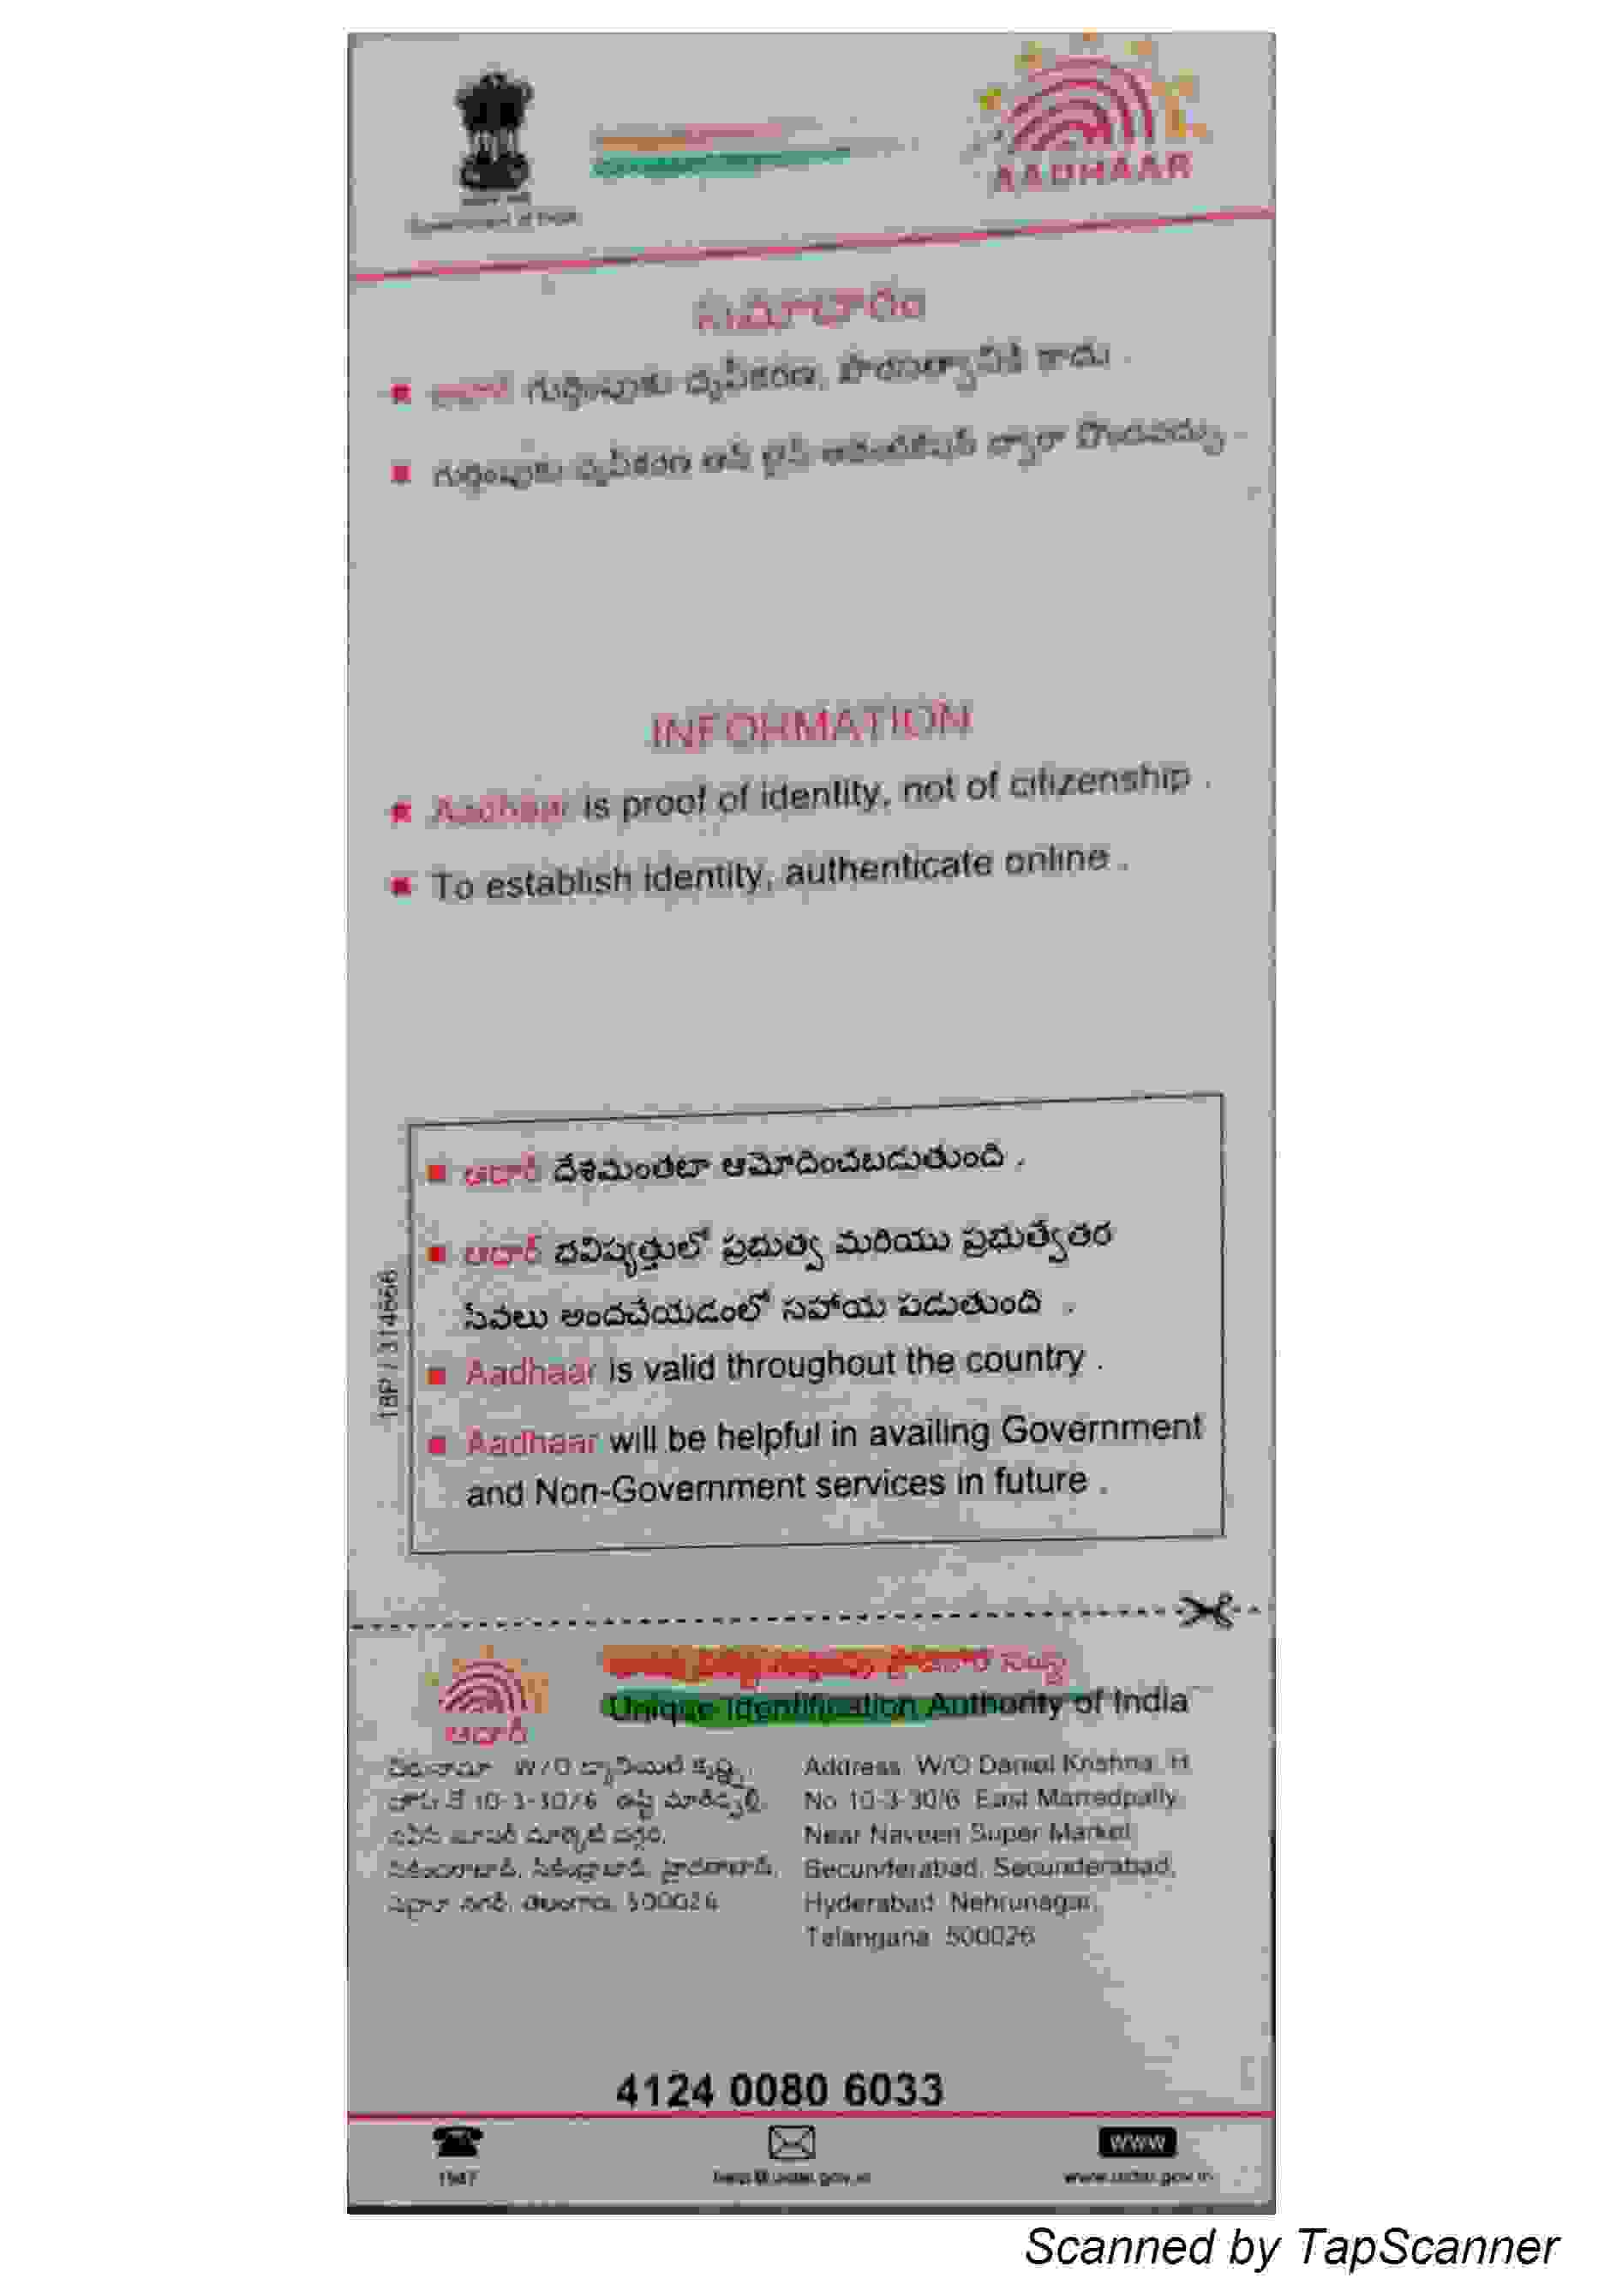 AADHAAR
Government of India
సమాచారం
ఆధార్ గుర్తింపుకు ధృవీకరణ, పౌరసత్వానికి కాదు .
గుర్తింపుకు ధృవీకరణ ఆన్ లైన్ ఆథెంటికేషన్ ద్వారా పొందవచ్చు .
INFORMATION
Aadhaar is proof of identity, not of citizenship .
To establish identity, authenticate online .
ఆధార్ దేశమంతటా ఆమోదించబడుతుంది .
ఆధార్ భవిష్యత్తులో ప్రభుత్వ మరియు ప్రభుత్వేతర
సేవలు అందచేయడంలో సహాయ పడుతుంది .
Aadhaar is valid throughout the country .
Aadhaar will be helpful in availing Government
and Non-Government services in future .
18P / 314666
Unique Identification Authority of India
ఆధార్
చిరునామా W/O డ్యానియెల్ కృష్ణ,
10-3-30/6 ఈస్ట్ మారేడ్పల్లి,
నవీన్ సూపర్ మార్కెట్ దగ్గర,
సికిందరాబాద్, సికింద్రాబాద్, హైదరాబాద్,
నెహ్రూ నగర్, తెలంగాణ, 500026
Address W/O Daniel Krishna, H
No 10-3-30/6 East Marredpally,
Near Naveen Super Market,
Secunderabad, Secunderabad,
Hyderabad Nehrunagar,
Telangana 500026
4124 0080 6033
1947
help@uidai.gov.in
www
www.uidai.gov.in
Scanned by TapScanner